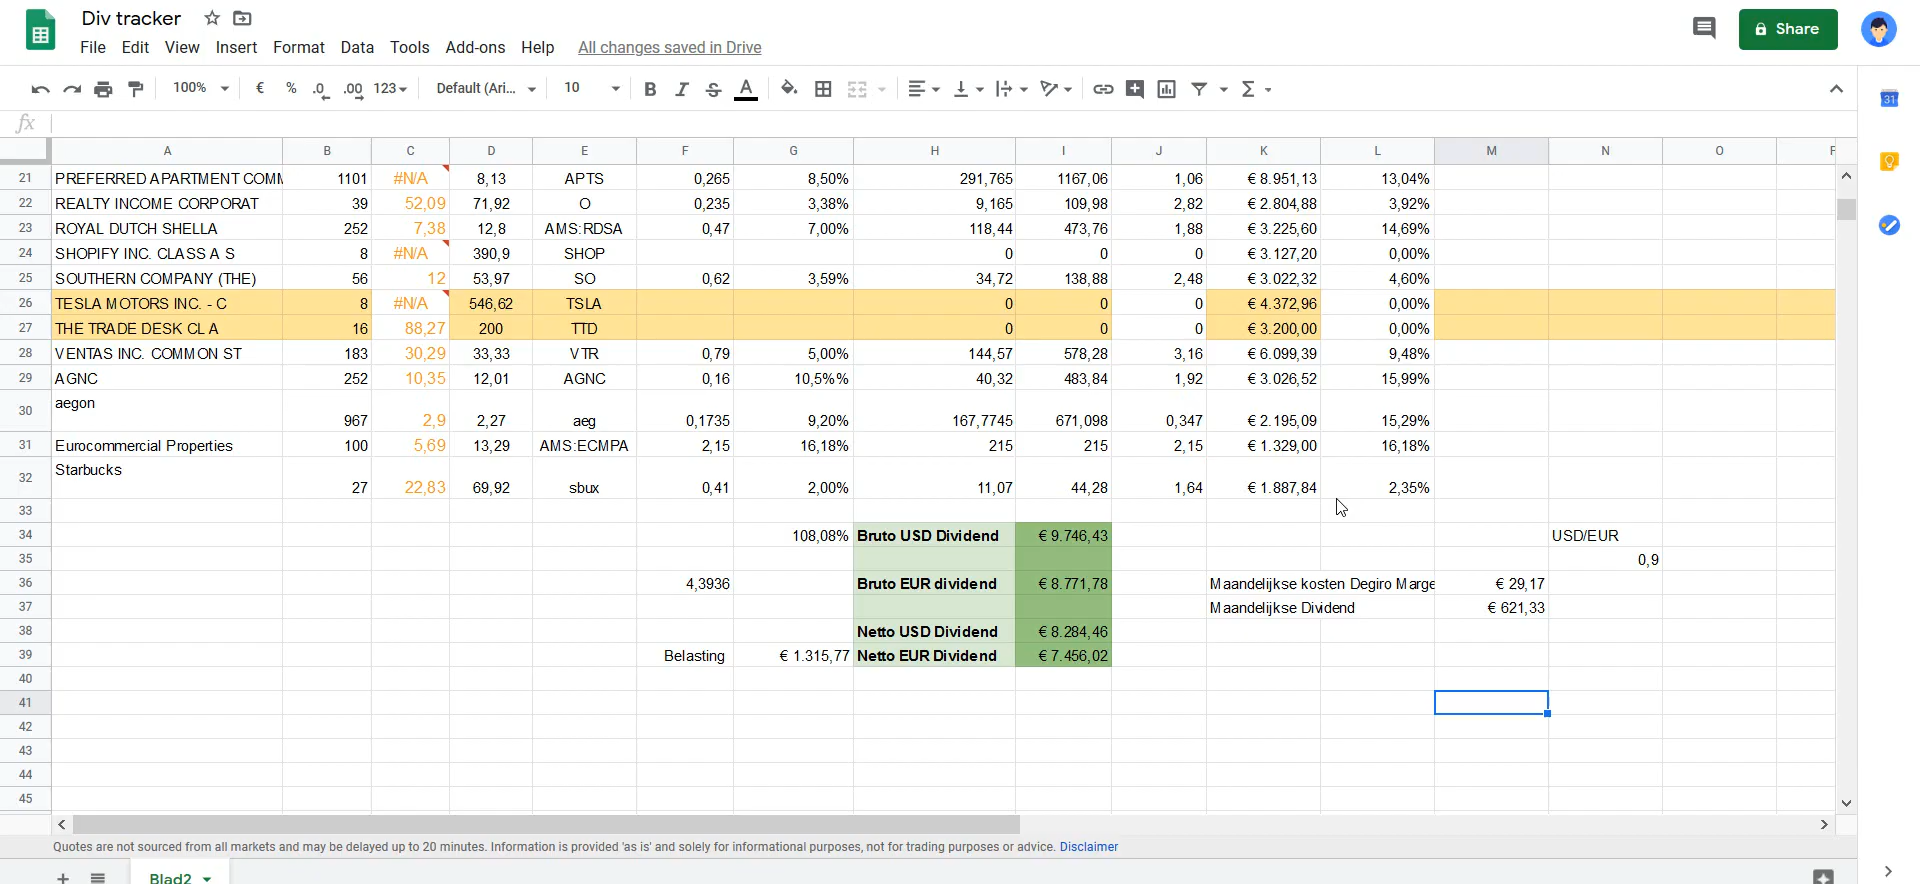 Div tracker
File Edit View Insert Format Data Tools Add-ons Help All changes saved in Drive
Share
100% € % .0 .00 123 Default (Ari... 10 B I S A Σ
31
fx
A B C D E F G H I J K L M N O P
21 PREFERRED APARTMENT COMM 1101 #N/A 8,13 APTS 0,265 8,50% 291,765 1167,06 1,06 € 8.951,13 13,04%
22 REALTY INCOME CORPORAT 39 52,09 71,92 O 0,235 3,38% 9,165 109,98 2,82 € 2.804,88 3,92%
23 ROYAL DUTCH SHELLA 252 7,38 12,8 AMS:RDSA 0,47 7,00% 118,44 473,76 1,88 € 3.225,60 14,69%
24 SHOPIFY INC. CLASS A S 8 #N/A 390,9 SHOP 0 0 0 € 3.127,20 0,00%
25 SOUTHERN COMPANY (THE) 56 12 53,97 SO 0,62 3,59% 34,72 138,88 2,48 € 3.022,32 4,60%
26 TESLA MOTORS INC. - C 8 #N/A 546,62 TSLA 0 0 0 € 4.372,96 0,00%
27 THE TRADE DESK CL A 16 88,27 200 TTD 0 0 0 € 3.200,00 0,00%
28 VENTAS INC. COMMON ST 183 30,29 33,33 VTR 0,79 5,00% 144,57 578,28 3,16 € 6.099,39 9,48%
29 AGNC 252 10,35 12,01 AGNC 0,16 10,5%% 40,32 483,84 1,92 € 3.026,52 15,99%
30 aegon 967 2,9 2,27 aeg 0,1735 9,20% 167,7745 671,098 0,347 € 2.195,09 15,29%
31 Eurocommercial Properties 100 5,69 13,29 AMS:ECMPA 2,15 16,18% 215 215 2,15 € 1.329,00 16,18%
32 Starbucks 27 22,83 69,92 sbux 0,41 2,00% 11,07 44,28 1,64 € 1.887,84 2,35%
33
34 108,08% Bruto USD Dividend € 9.746,43 USD/EUR
35 0,9
36 4,3936 Bruto EUR dividend € 8.771,78 Maandelijkse kosten Degiro Marge € 29,17
37 Maandelijkse Dividend € 621,33
38 Netto USD Dividend € 8.284,46
39 Belasting € 1.315,77 Netto EUR Dividend € 7.456,02
40
41
42
43
44
45
Quotes are not sourced from all markets and may be delayed up to 20 minutes. Information is provided 'as is' and solely for informational purposes, not for trading purposes or advice. Disclaimer
Blad2